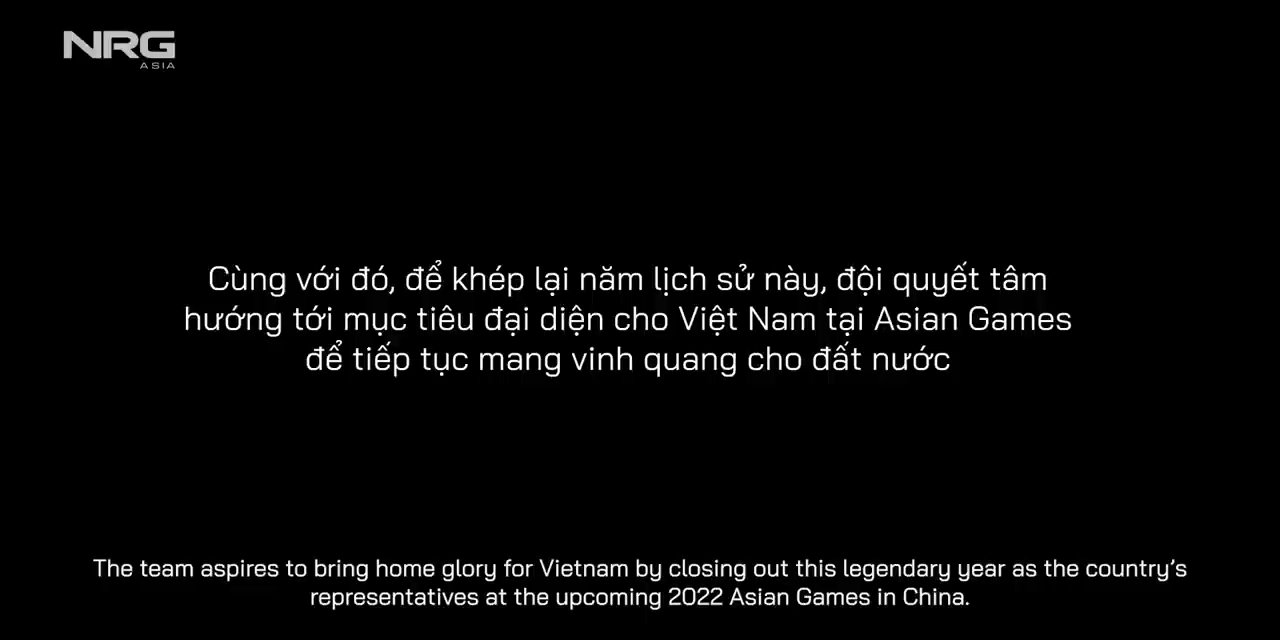 NRG
ASIA
Cùng với đó, để khép lại năm lịch sử này, đội quyết tâm
hướng tới mục tiêu đại diện cho Việt Nam tại Asian Games
để tiếp tục mang vinh quang cho đất nước
The team aspires to bring home glory for Vietnam by closing out this legendary year as the country's
representatives at the upcoming 2022 Asian Games in China.